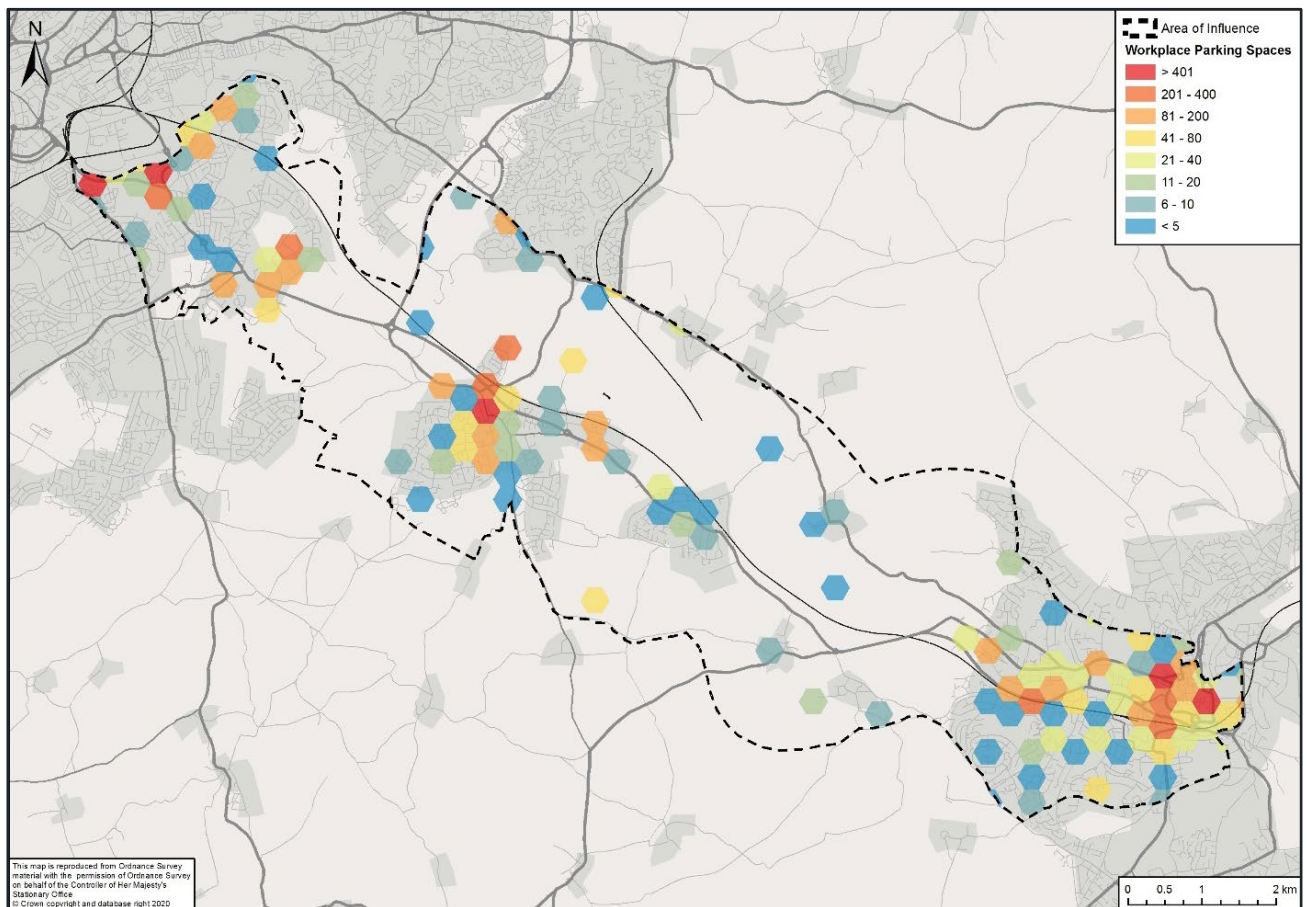 N
Area of Influence
Workplace Parking Spaces
> 401
201 - 400
81 - 200
41 - 80
21 - 40
11 - 20
6 - 10
< 5
This map is reproduced from Ordnance Survey
material with the permission of Ordnance Survey
on behalf of the Controller of Her Majesty's
Stationary Office
© Crown copyright and database right 2020
0 0.5 1 2 km